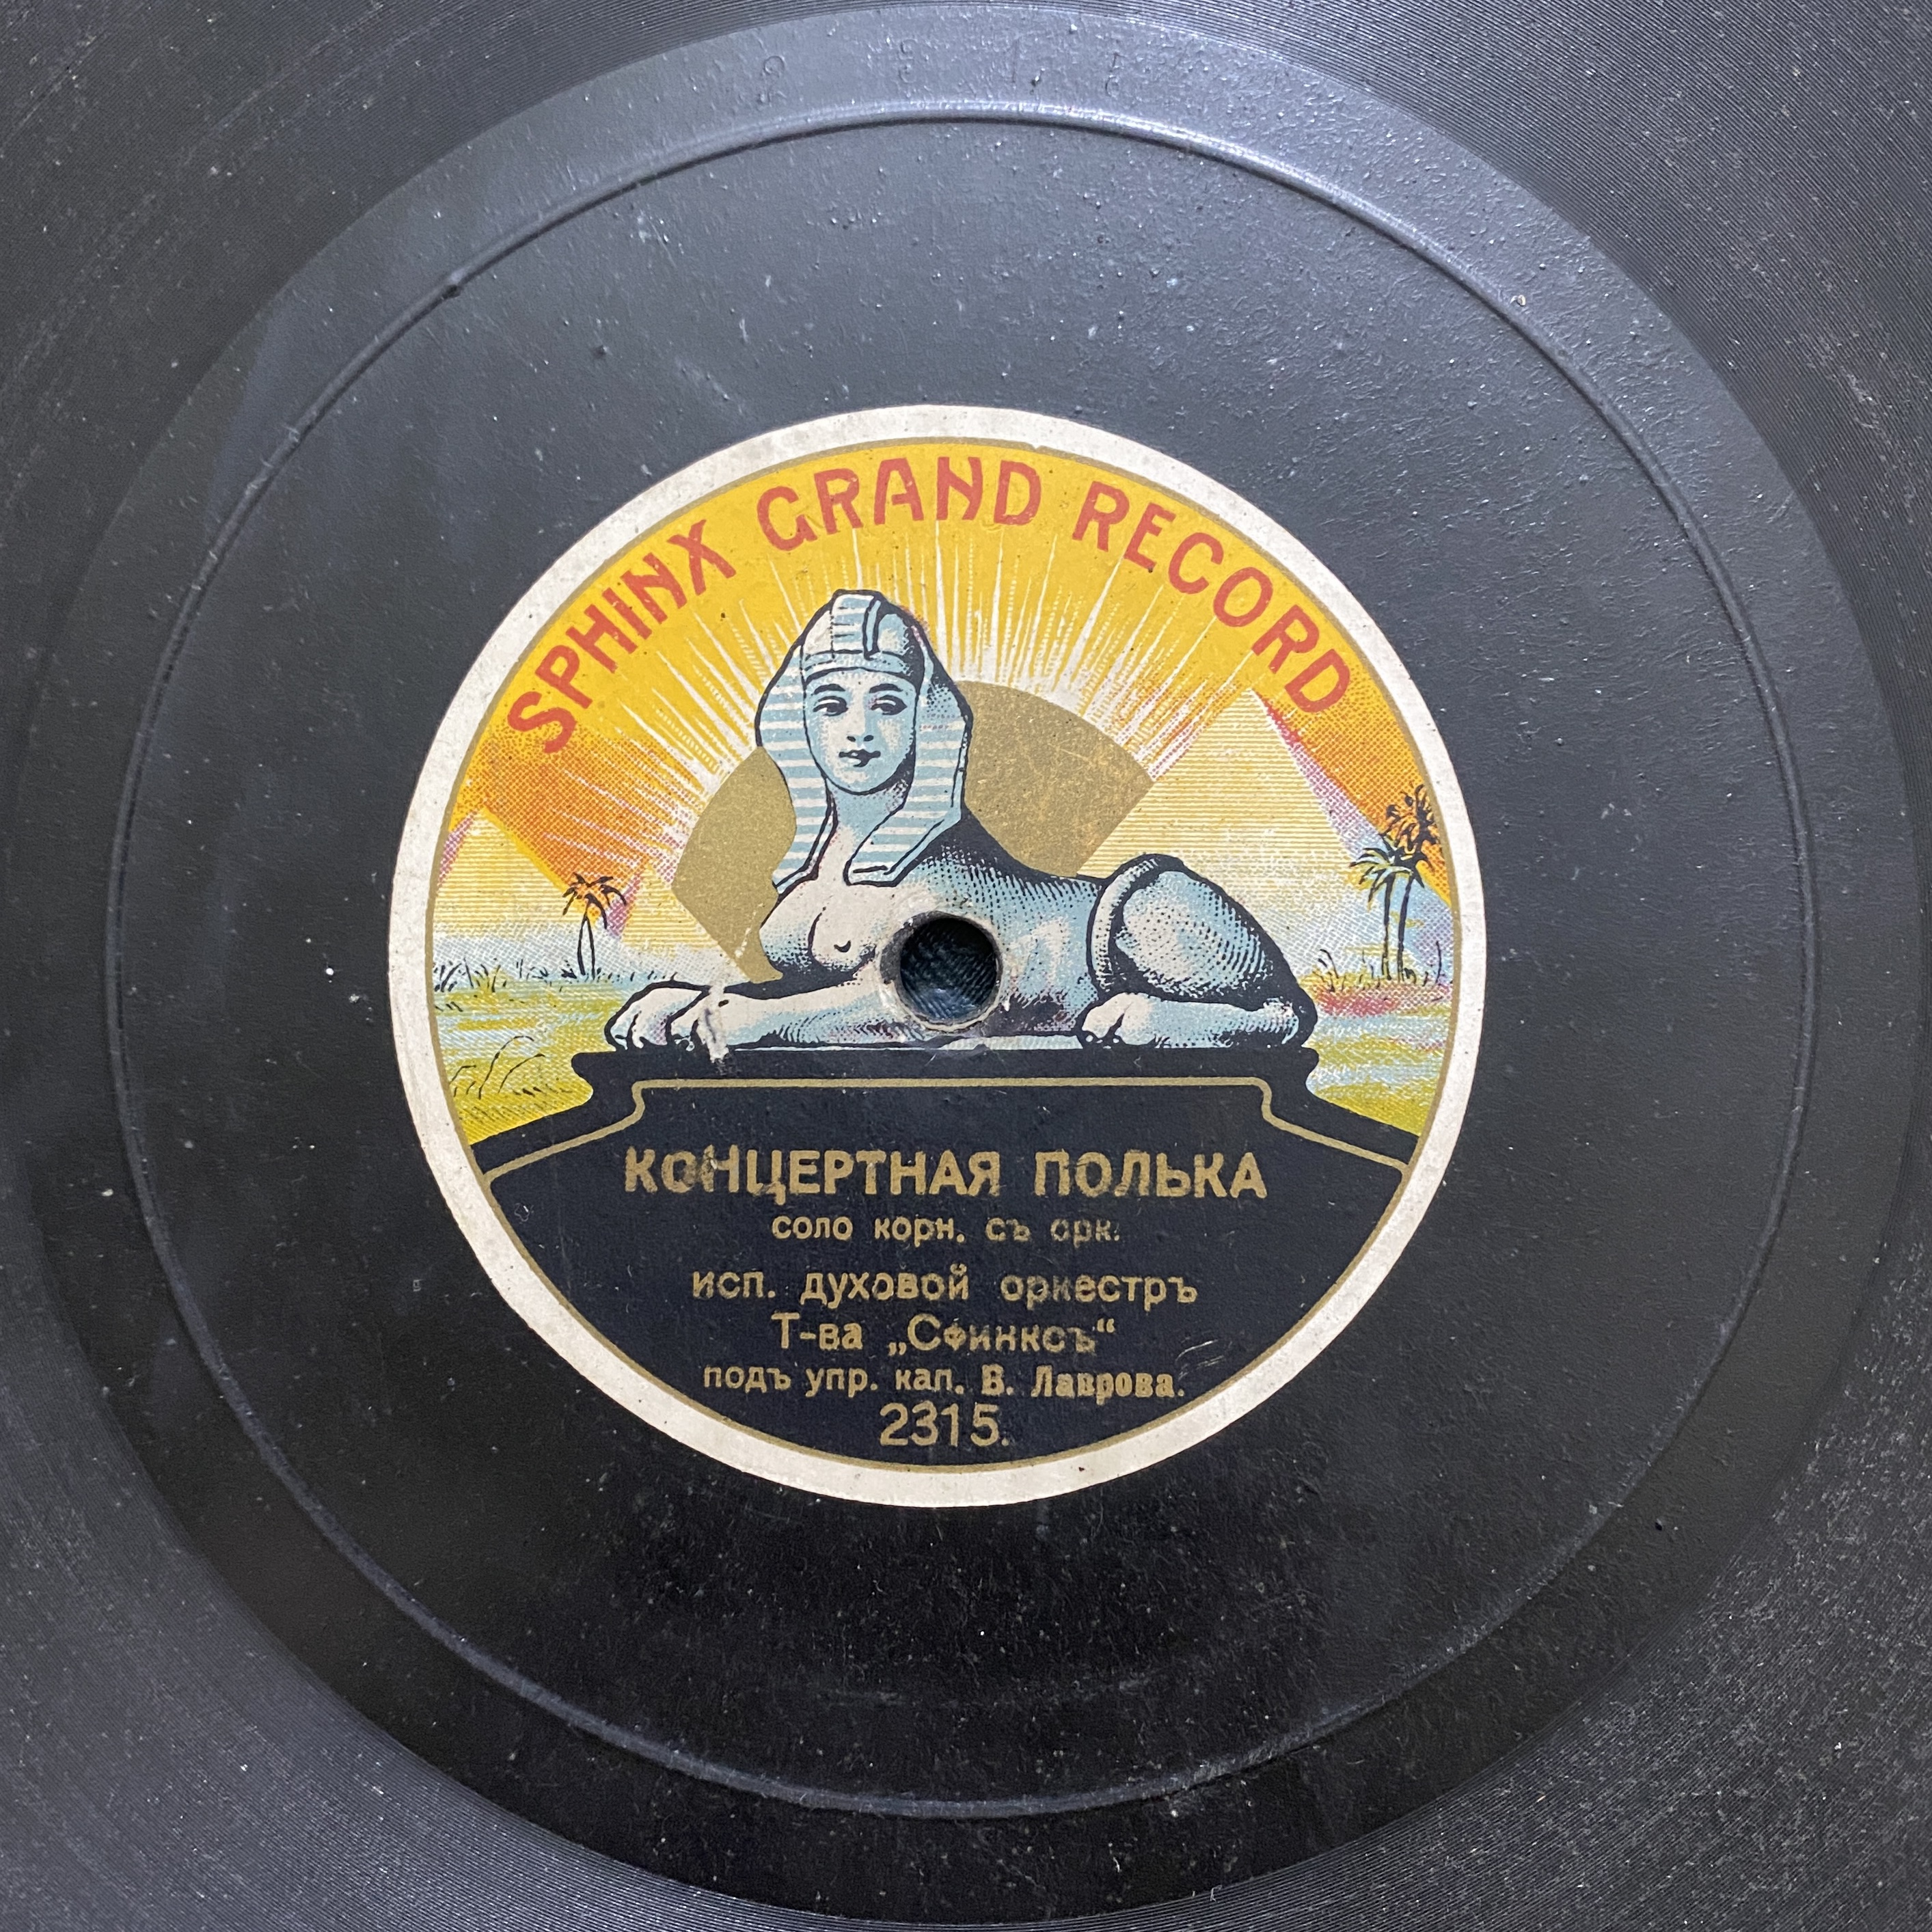 2315
SPHINX GRAND RECORD
КОНЦЕРТНАЯ ПОЛЬКА
соло корн. съ орк.
исп. духовой оркестръ
Т-ва „Сфинксъ“
подъ упр. кап. В. Лаврова.
2315.